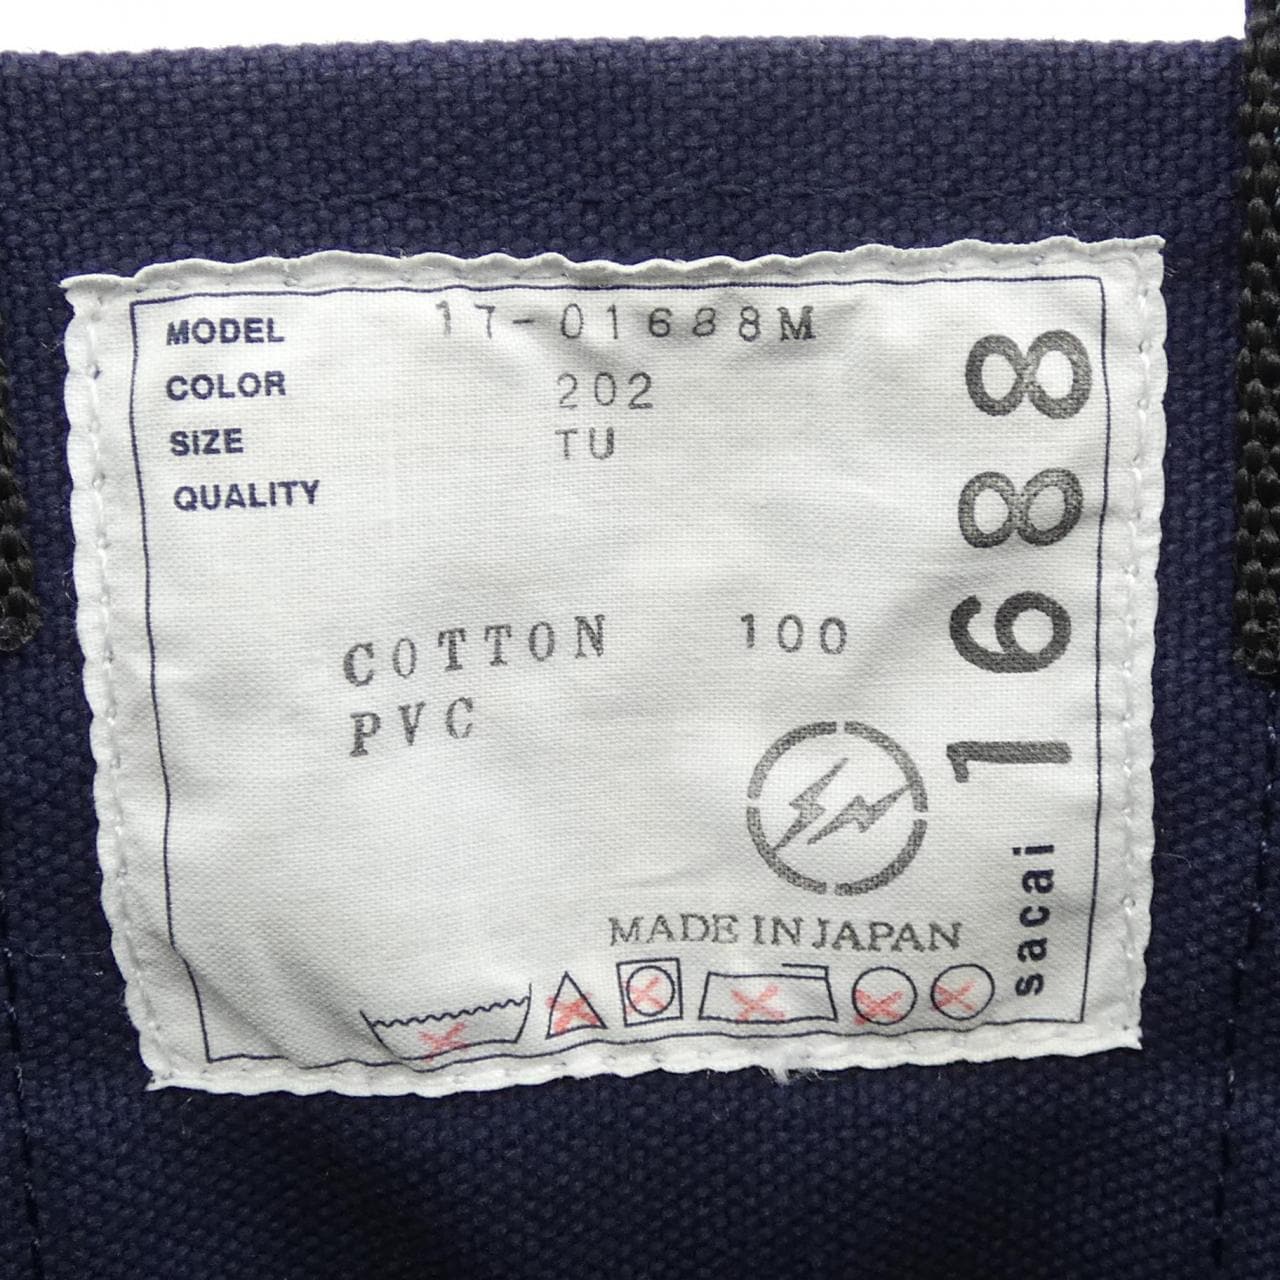 MODEL 17-01688M
COLOR 202
SIZE TU
QUALITY
COTTON 100
PVC
MADE IN JAPAN
sacai 1688